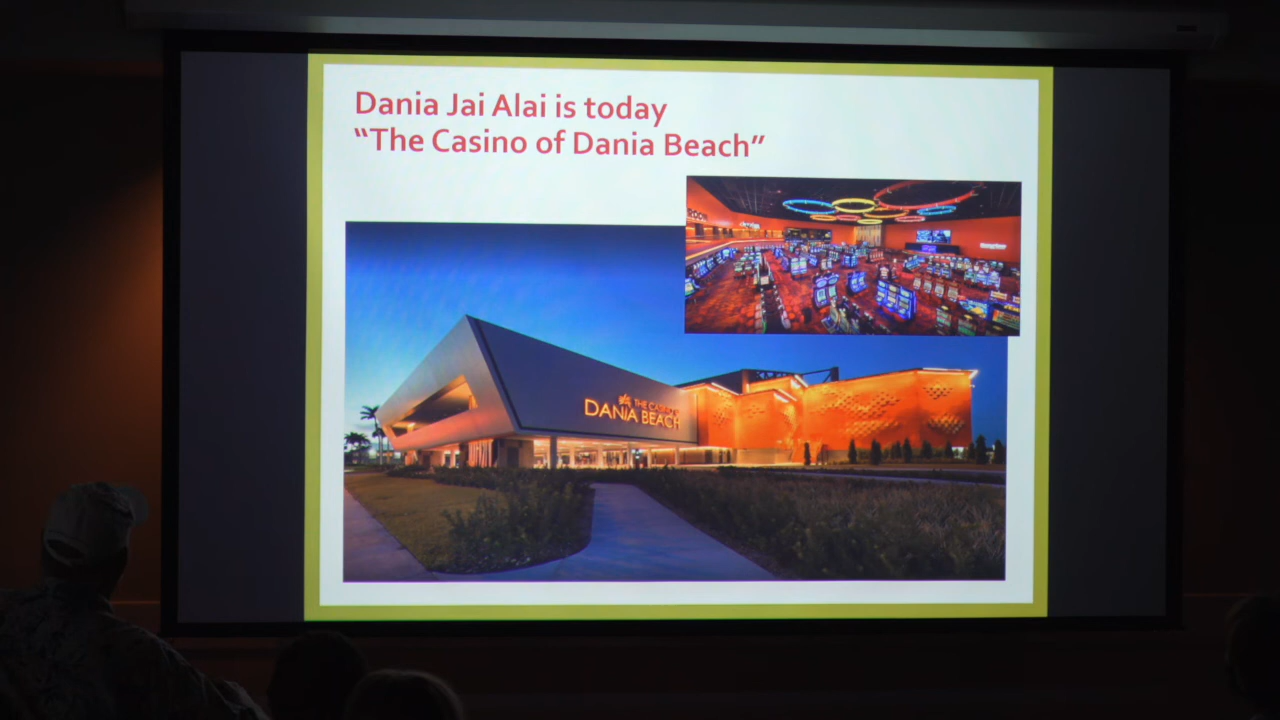 Dania Jai Alai is today
“The Casino of Dania Beach”
THE CASINO
DANIA BEACH